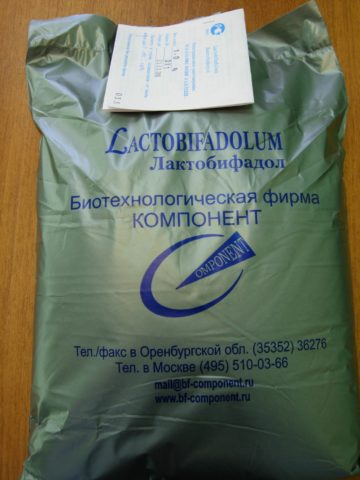 LACTOBIFADOLUM
Лактобифадол
Биотехнологическая фирма
КОМПОНЕНТ
COMPONENT
Тел./факс в Оренбургской обл. (35352) 36276
Тел. в Москве (495) 510-03-66
mail@bf-component.ru
www.bf-component.ru